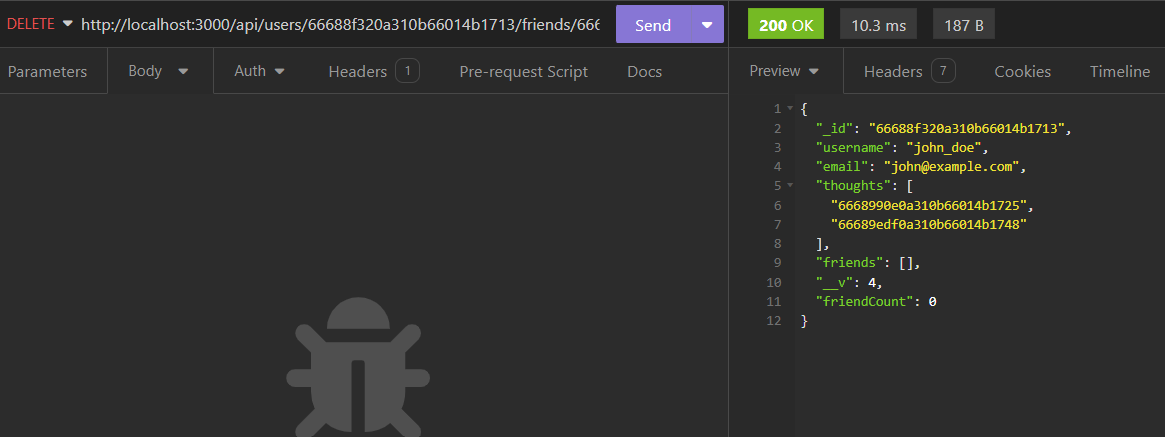 DELETE http://localhost:3000/api/users/66688f320a310b66014b1713/friends/666 Send 200 OK 10.3 ms 187 B
Parameters Body Auth Headers 1 Pre-request Script Docs Preview Headers 7 Cookies Timeline
1 {
2 "_id": "66688f320a310b66014b1713",
3 "username": "john_doe",
4 "email": "john@example.com",
5 "thoughts": [
6 "6668990e0a310b66014b1725",
7 "66689edf0a310b66014b1748"
8 ],
9 "friends": [],
10 "__v": 4,
11 "friendCount": 0
12 }